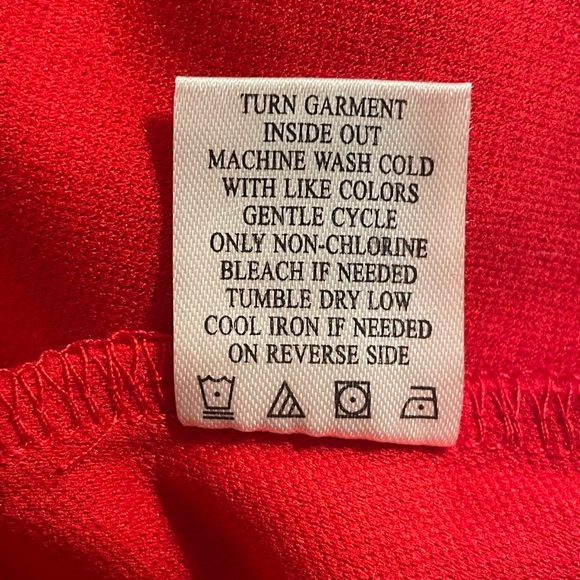 TURN GARMENT
INSIDE OUT
MACHINE WASH COLD
WITH LIKE COLORS
GENTLE CYCLE
ONLY NON-CHLORINE
BLEACH IF NEEDED
TUMBLE DRY LOW
COOL IRON IF NEEDED
ON REVERSE SIDE